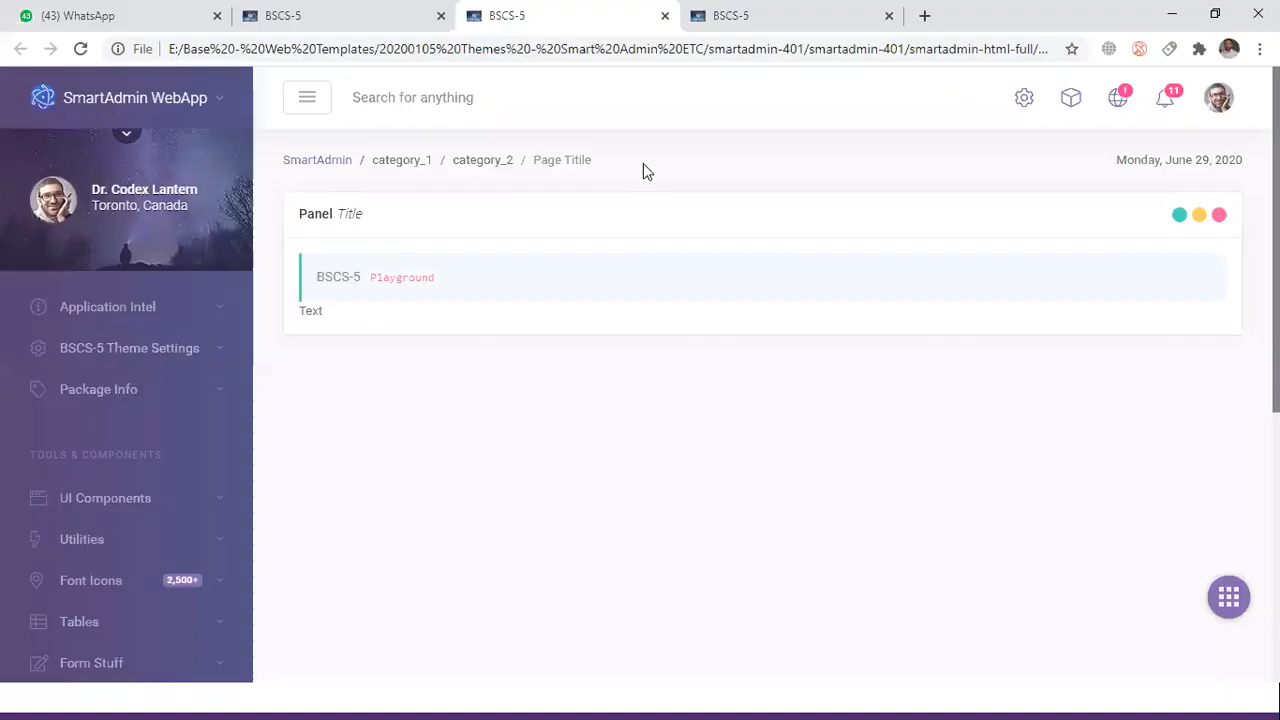 (43) WhatsApp
BSCS-5
BSCS-5
BSCS-5
File
E:/Base%20-%20Web%20Templates/20200105%20Themes%20-%20Smart%20Admin%20ETC/smartadmin-401/smartadmin-401/smartadmin-html-full/...
SmartAdmin WebApp
Search for anything
!
11
Dr. Codex Lantern
Toronto, Canada
SmartAdmin / category_1 / category_2 / Page Titile
Monday, June 29, 2020
Panel Title
BSCS-5 Playground
Text
Application Intel
BSCS-5 Theme Settings
Package Info
TOOLS & COMPONENTS
UI Components
Utilities
Font Icons 2,500+
Tables
Form Stuff